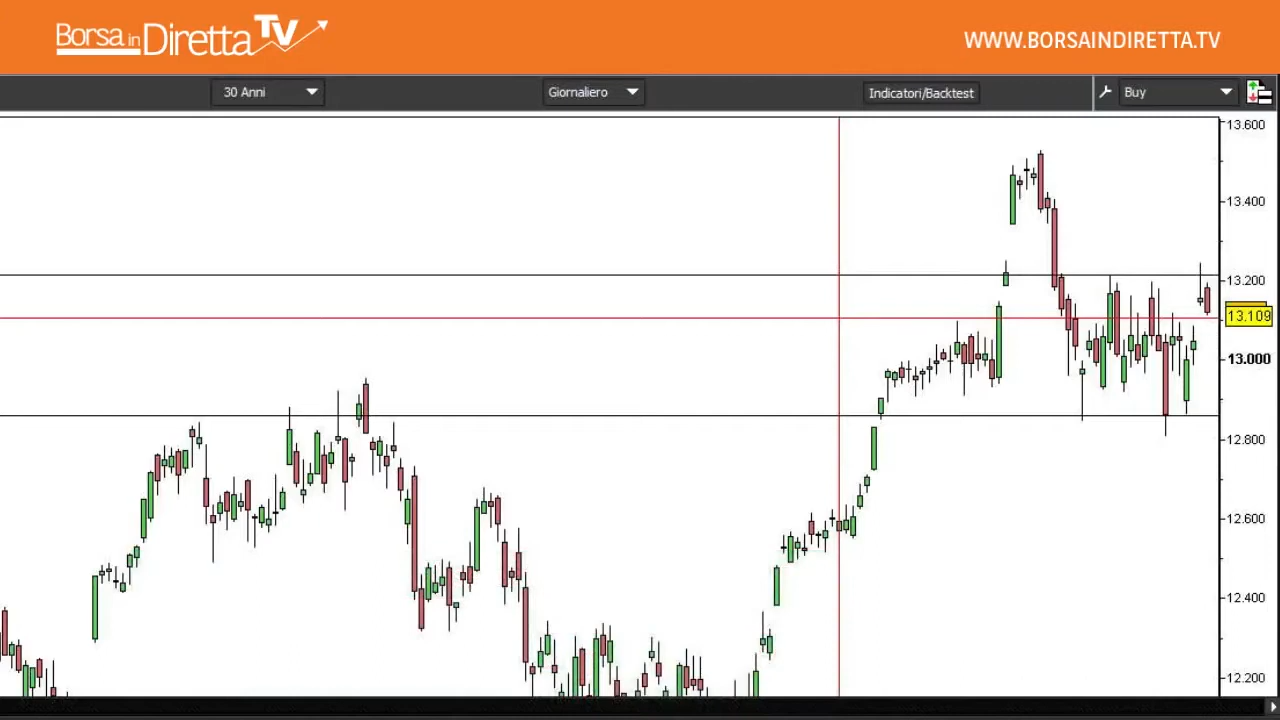 Borsa in Diretta TV
WWW.BORSAINDIRETTA.TV
30 Anni
Giornaliero
Indicatori/Backtest
Buy
13.600
13.400
13.200
13.109
13.000
12.800
12.600
12.400
12.200